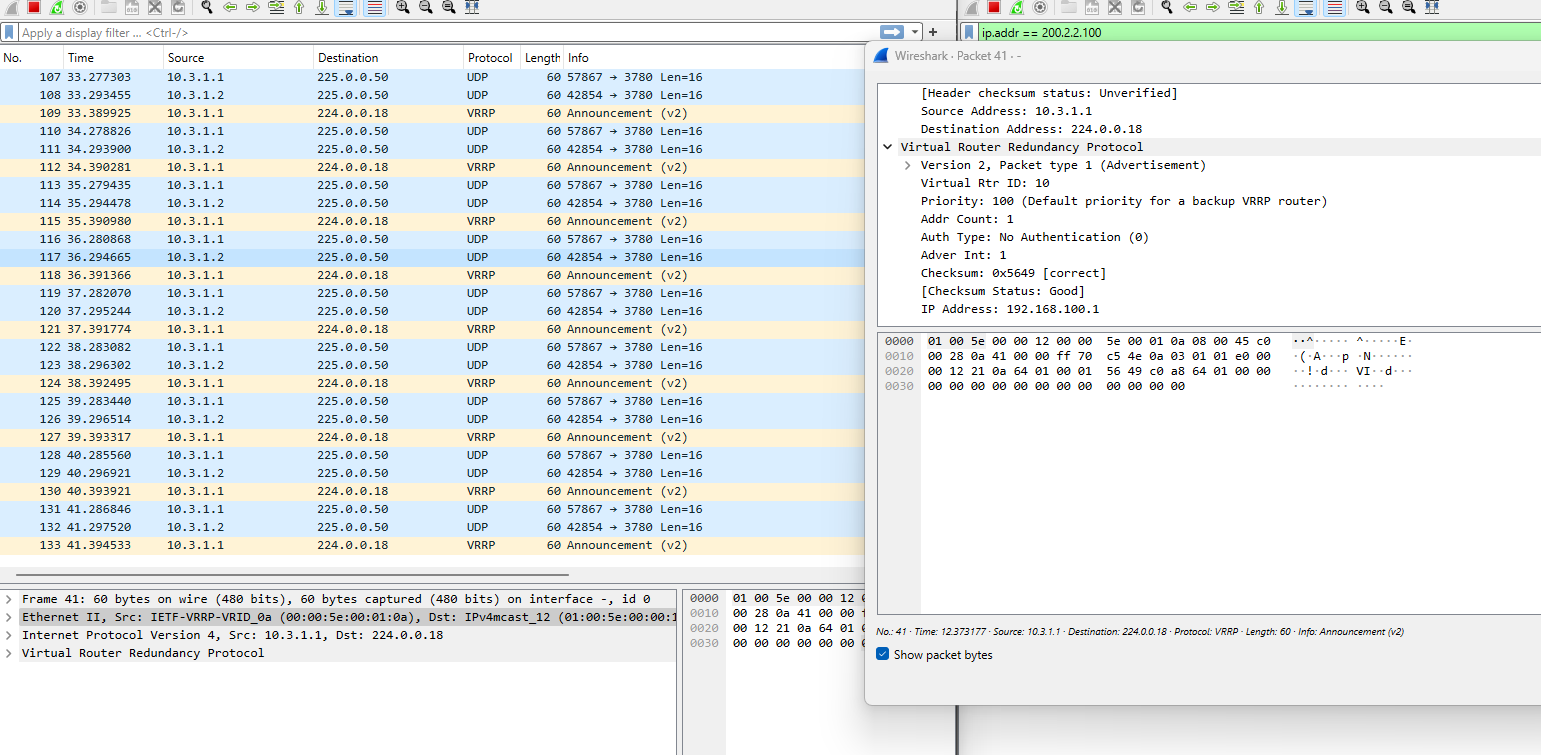 Apply a display filter ... <Ctrl-/>
ip.addr == 200.2.2.100
No. Time Source Destination Protocol Length Info
107 33.277303 10.3.1.1 225.0.0.50 UDP 60 57867 → 3780 Len=16
108 33.293455 10.3.1.2 225.0.0.50 UDP 60 42854 → 3780 Len=16
109 33.389925 10.3.1.1 224.0.0.18 VRRP 60 Announcement (v2)
110 34.278826 10.3.1.1 225.0.0.50 UDP 60 57867 → 3780 Len=16
111 34.293900 10.3.1.2 225.0.0.50 UDP 60 42854 → 3780 Len=16
112 34.390281 10.3.1.1 224.0.0.18 VRRP 60 Announcement (v2)
113 35.279435 10.3.1.1 225.0.0.50 UDP 60 57867 → 3780 Len=16
114 35.294478 10.3.1.2 225.0.0.50 UDP 60 42854 → 3780 Len=16
115 35.390980 10.3.1.1 224.0.0.18 VRRP 60 Announcement (v2)
116 36.280868 10.3.1.1 225.0.0.50 UDP 60 57867 → 3780 Len=16
117 36.294665 10.3.1.2 225.0.0.50 UDP 60 42854 → 3780 Len=16
118 36.391366 10.3.1.1 224.0.0.18 VRRP 60 Announcement (v2)
119 37.282070 10.3.1.1 225.0.0.50 UDP 60 57867 → 3780 Len=16
120 37.295244 10.3.1.2 225.0.0.50 UDP 60 42854 → 3780 Len=16
121 37.391774 10.3.1.1 224.0.0.18 VRRP 60 Announcement (v2)
122 38.283082 10.3.1.1 225.0.0.50 UDP 60 57867 → 3780 Len=16
123 38.296302 10.3.1.2 225.0.0.50 UDP 60 42854 → 3780 Len=16
124 38.392495 10.3.1.1 224.0.0.18 VRRP 60 Announcement (v2)
125 39.283440 10.3.1.1 225.0.0.50 UDP 60 57867 → 3780 Len=16
126 39.296514 10.3.1.2 225.0.0.50 UDP 60 42854 → 3780 Len=16
127 39.393317 10.3.1.1 224.0.0.18 VRRP 60 Announcement (v2)
128 40.285560 10.3.1.1 225.0.0.50 UDP 60 57867 → 3780 Len=16
129 40.296921 10.3.1.2 225.0.0.50 UDP 60 42854 → 3780 Len=16
130 40.393921 10.3.1.1 224.0.0.18 VRRP 60 Announcement (v2)
131 41.286846 10.3.1.1 225.0.0.50 UDP 60 57867 → 3780 Len=16
132 41.297520 10.3.1.2 225.0.0.50 UDP 60 42854 → 3780 Len=16
133 41.394533 10.3.1.1 224.0.0.18 VRRP 60 Announcement (v2)
Frame 41: 60 bytes on wire (480 bits), 60 bytes captured (480 bits) on interface -, id 0
Ethernet II, Src: IETF-VRRP-VRID_0a (00:00:5e:00:01:0a), Dst: IPv4mcast_12 (01:00:5e:00:00:1
Internet Protocol Version 4, Src: 10.3.1.1, Dst: 224.0.0.18
Virtual Router Redundancy Protocol
0000 01 00 5e 00 00 12 0
0010 00 28 0a 41 00 00
0020 00 12 21 0a 64 01 0
0030 00 00 00 00 00 00 0
Wireshark · Packet 41 · -
[Header checksum status: Unverified]
Source Address: 10.3.1.1
Destination Address: 224.0.0.18
Virtual Router Redundancy Protocol
Version 2, Packet type 1 (Advertisement)
Virtual Rtr ID: 10
Priority: 100 (Default priority for a backup VRRP router)
Addr Count: 1
Auth Type: No Authentication (0)
Adver Int: 1
Checksum: 0x5649 [correct]
[Checksum Status: Good]
IP Address: 192.168.100.1
0000 01 00 5e 00 00 12 00 00 5e 00 01 0a 08 00 45 c0 ··^····· ^·····E·
0010 00 28 0a 41 00 00 ff 70 c5 4e 0a 03 01 01 e0 00 ·(·A···p ·N······
0020 00 12 21 0a 64 01 00 01 56 49 c0 a8 64 01 00 00 ··!·d··· VI··d···
0030 00 00 00 00 00 00 00 00 00 00 00 00 ········ ····
No.: 41 · Time: 12.373177 · Source: 10.3.1.1 · Destination: 224.0.0.18 · Protocol: VRRP · Length: 60 · Info: Announcement (v2)
Show packet bytes